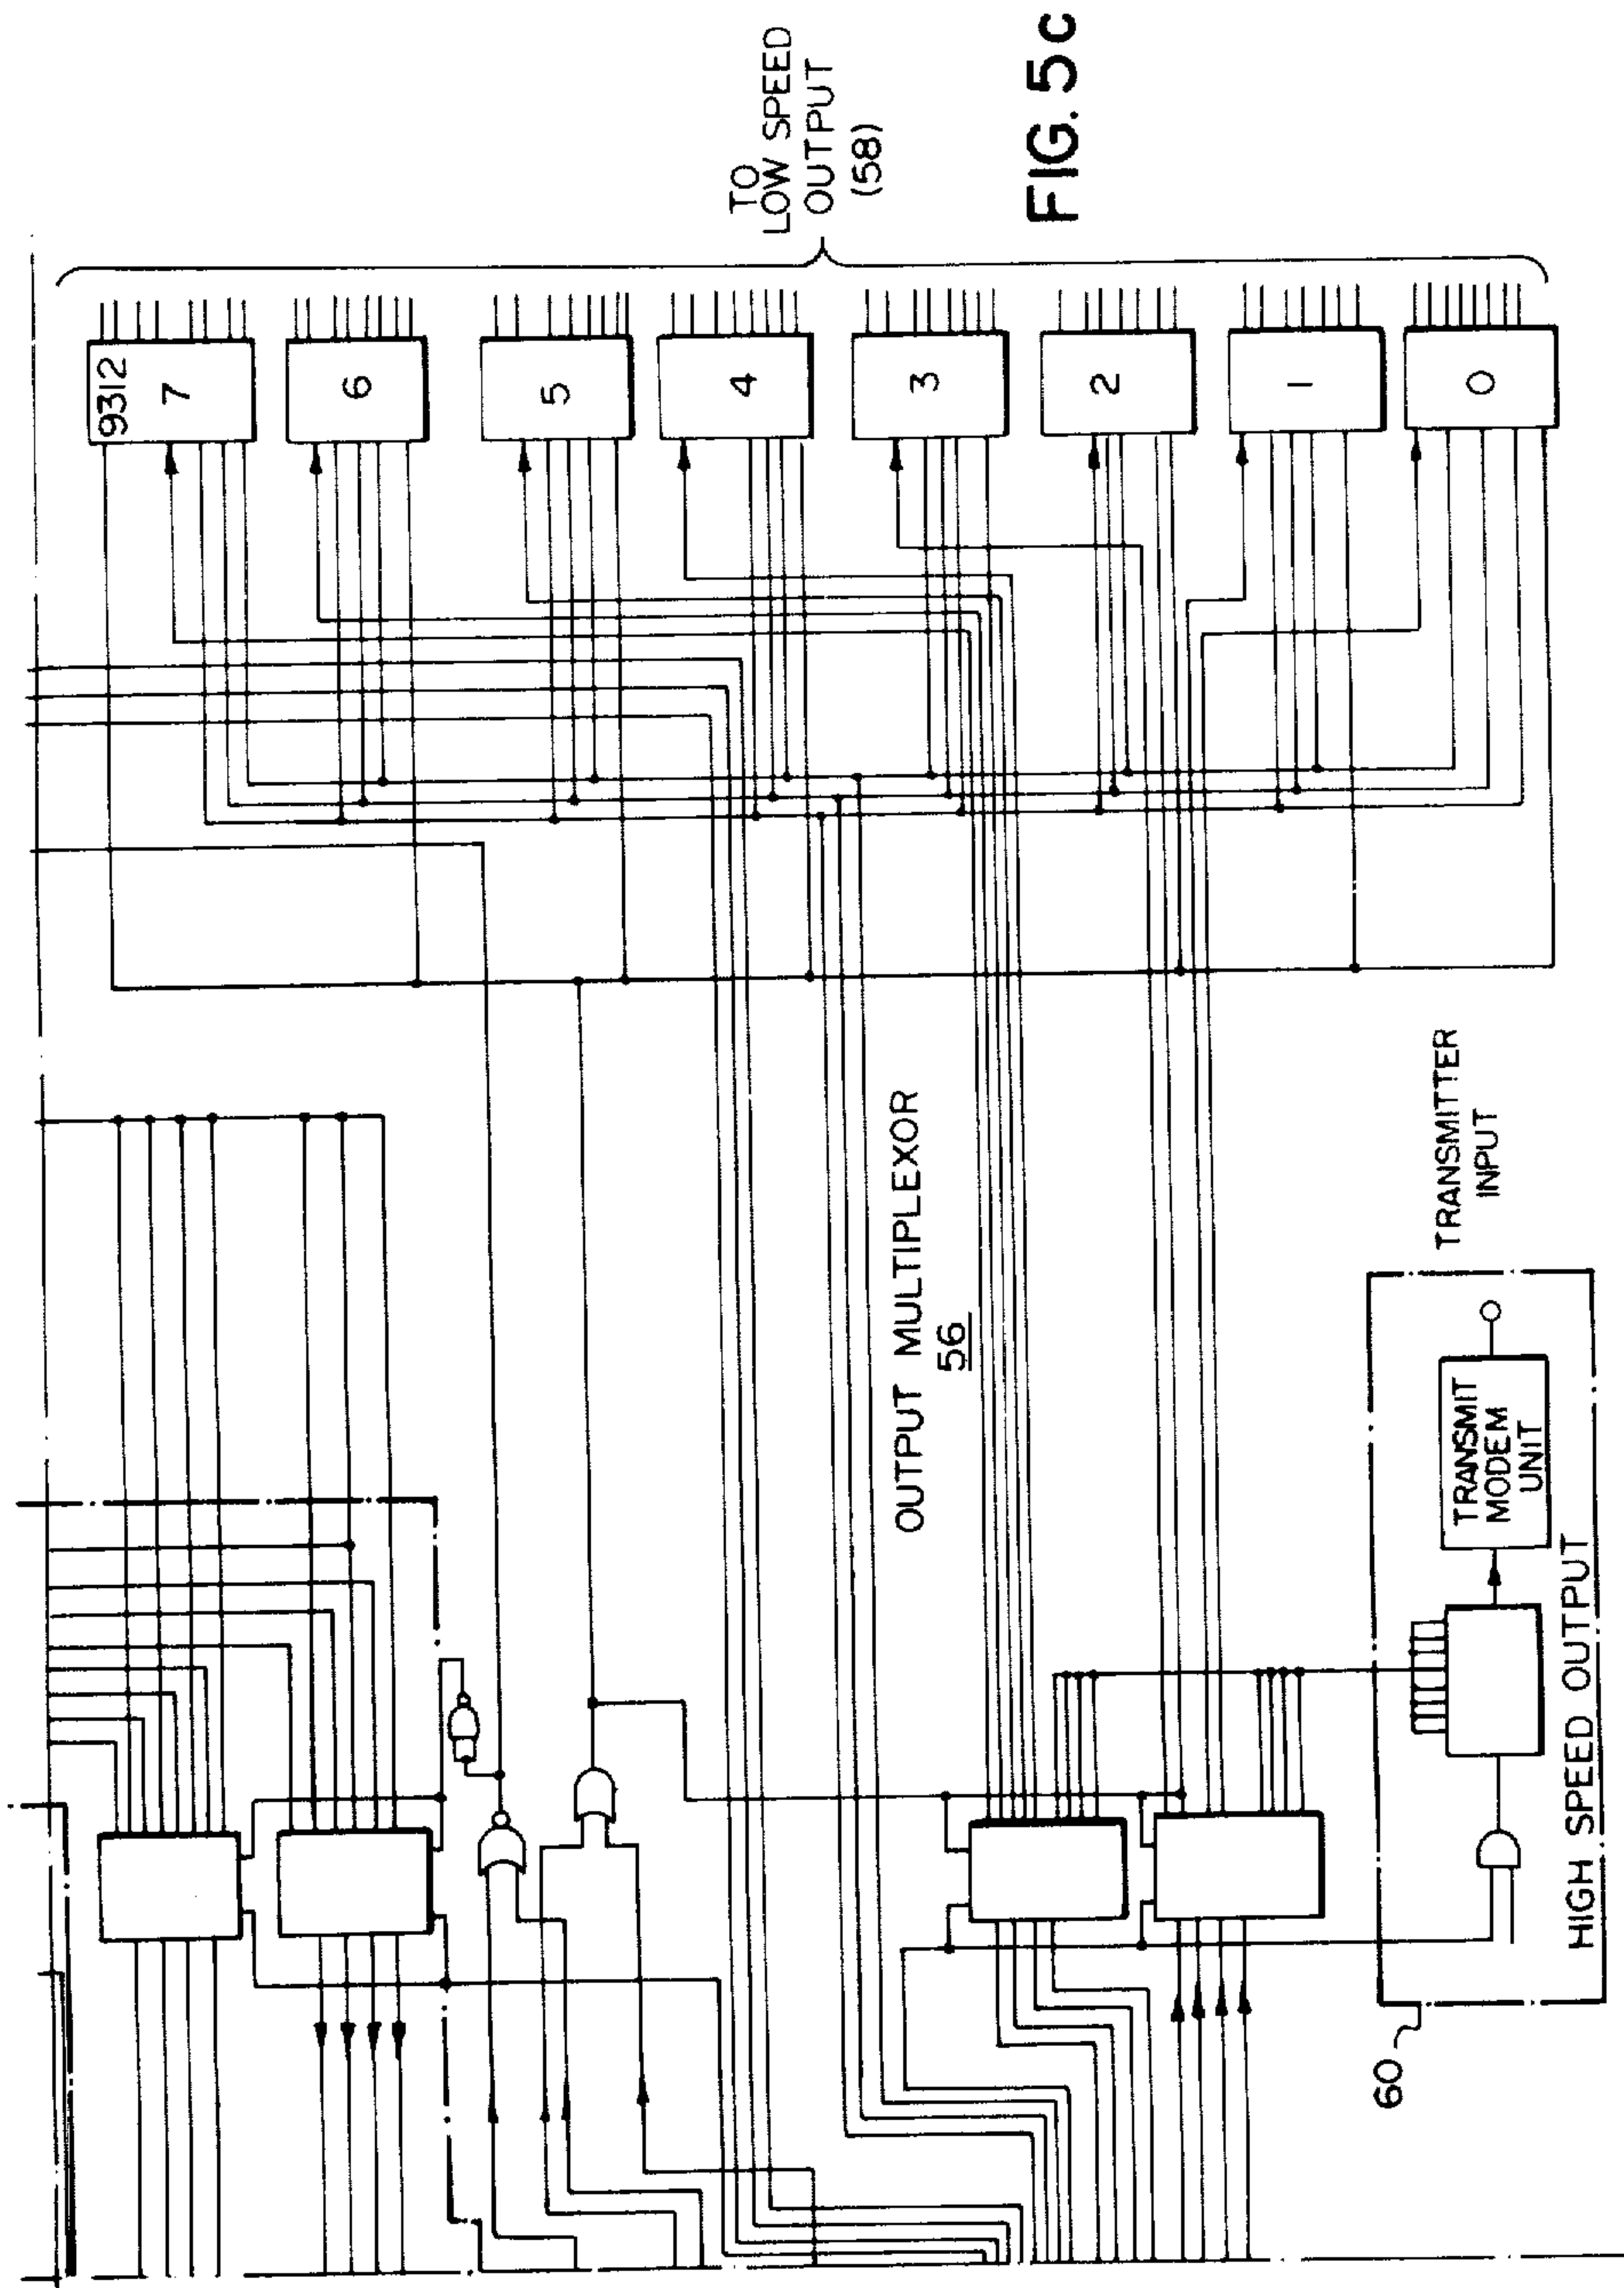 9312
7
6
5
4
3
2
1
0
TO
LOW SPEED
OUTPUT
(58)
FIG. 5c
OUTPUT MULTIPLEXOR
56
TRANSMITTER
INPUT
TRANSMIT
MODEM
UNIT
HIGH SPEED OUTPUT
60